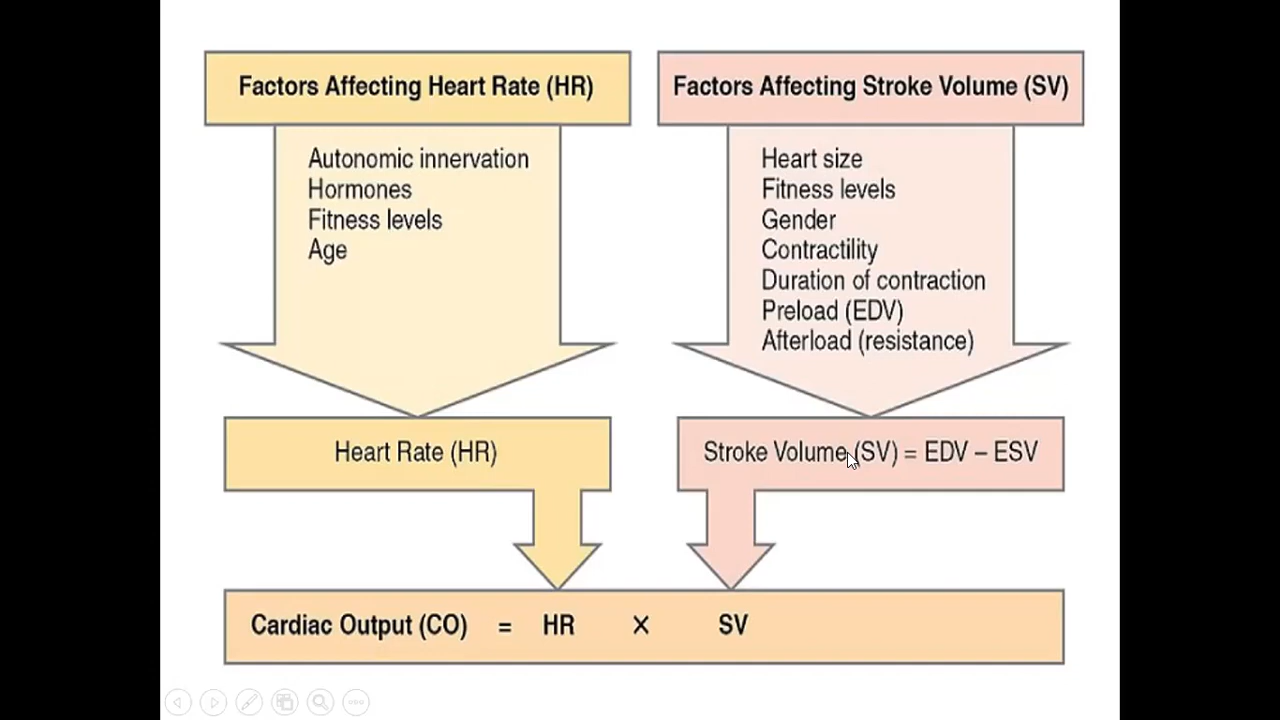 Factors Affecting Heart Rate (HR)
Autonomic innervation
Hormones
Fitness levels
Age
Heart Rate (HR)
Factors Affecting Stroke Volume (SV)
Heart size
Fitness levels
Gender
Contractility
Duration of contraction
Preload (EDV)
Afterload (resistance)
Stroke Volume (SV) = EDV – ESV
Cardiac Output (CO) = HR × SV